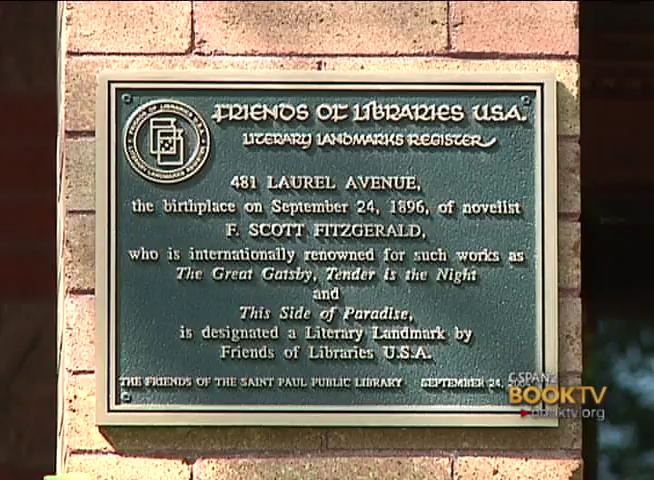 FRIENDS OF LIBRARIES U.S.A.
LITERARY LANDMARKS REGISTER
481 LAUREL AVENUE,
the birthplace on September 24, 1896, of novelist
F. SCOTT FITZGERALD,
who is internationally renowned for such works as
The Great Gatsby, Tender is the Night
and
This Side of Paradise,
is designated a Literary Landmark by
Friends of Libraries U.S.A.
THE FRIENDS OF THE SAINT PAUL PUBLIC LIBRARY SEPTEMBER 24,
C-SPAN2
BOOKTV
booktv.org